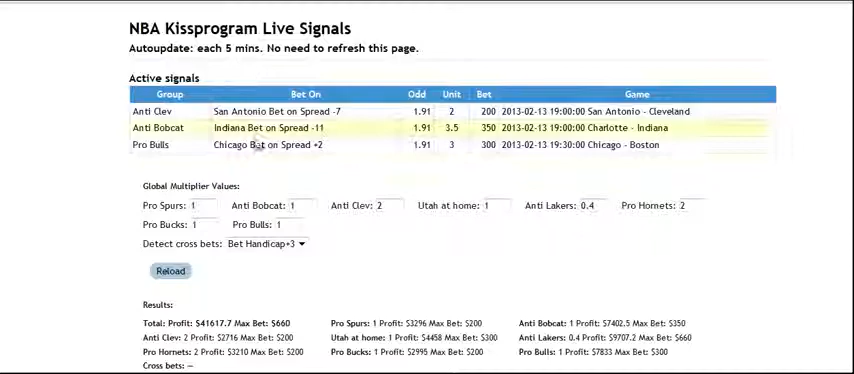 NBA Kissprogram Live Signals
Autoupdate: each 5 mins. No need to refresh this page.
Active signals
Group Bet On Odd Unit Bet Game
Anti Clev San Antonio Bet on Spread -7 1.91 2 200 2013-02-13 19:00:00 San Antonio - Cleveland
Anti Bobcat Indiana Bet on Spread -11 1.91 3.5 350 2013-02-13 19:00:00 Charlotte - Indiana
Pro Bulls Chicago Bet on Spread +2 1.91 3 300 2013-02-13 19:30:00 Chicago - Boston
Global Multiplier Values:
Pro Spurs: 1 Anti Bobcat: 1 Anti Clev: 2 Utah at home: 1 Anti Lakers: 0.4 Pro Hornets: 2
Pro Bucks: 1 Pro Bulls: 1
Detect cross bets: Bet Handicap+3
Reload
Results:
Total: Profit: $41617.7 Max Bet: $660 Pro Spurs: 1 Profit: $3296 Max Bet: $200 Anti Bobcat: 1 Profit: $7402.5 Max Bet: $350
Anti Clev: 2 Profit: $2716 Max Bet: $200 Utah at home: 1 Profit: $4458 Max Bet: $300 Anti Lakers: 0.4 Profit: $9707.2 Max Bet: $660
Pro Hornets: 2 Profit: $3210 Max Bet: $200 Pro Bucks: 1 Profit: $2995 Max Bet: $200 Pro Bulls: 1 Profit: $7833 Max Bet: $300
Cross bets: —